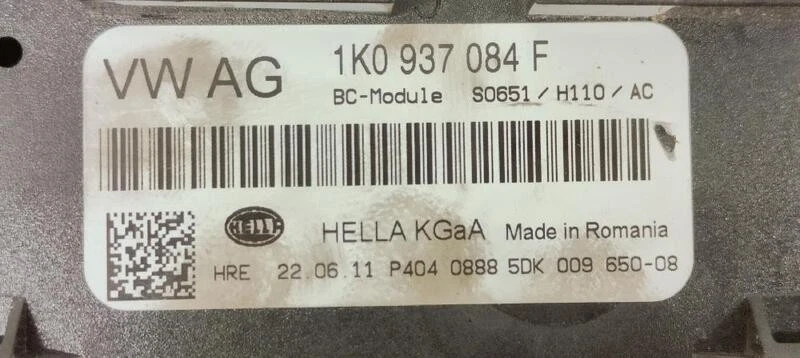 VW AG 1K0 937 084 F
BC-Module S0651/H110/AC
HELLA HELLA KGaA Made in Romania
HRE 22.06.11 P404 0888 5DK 009 650-08